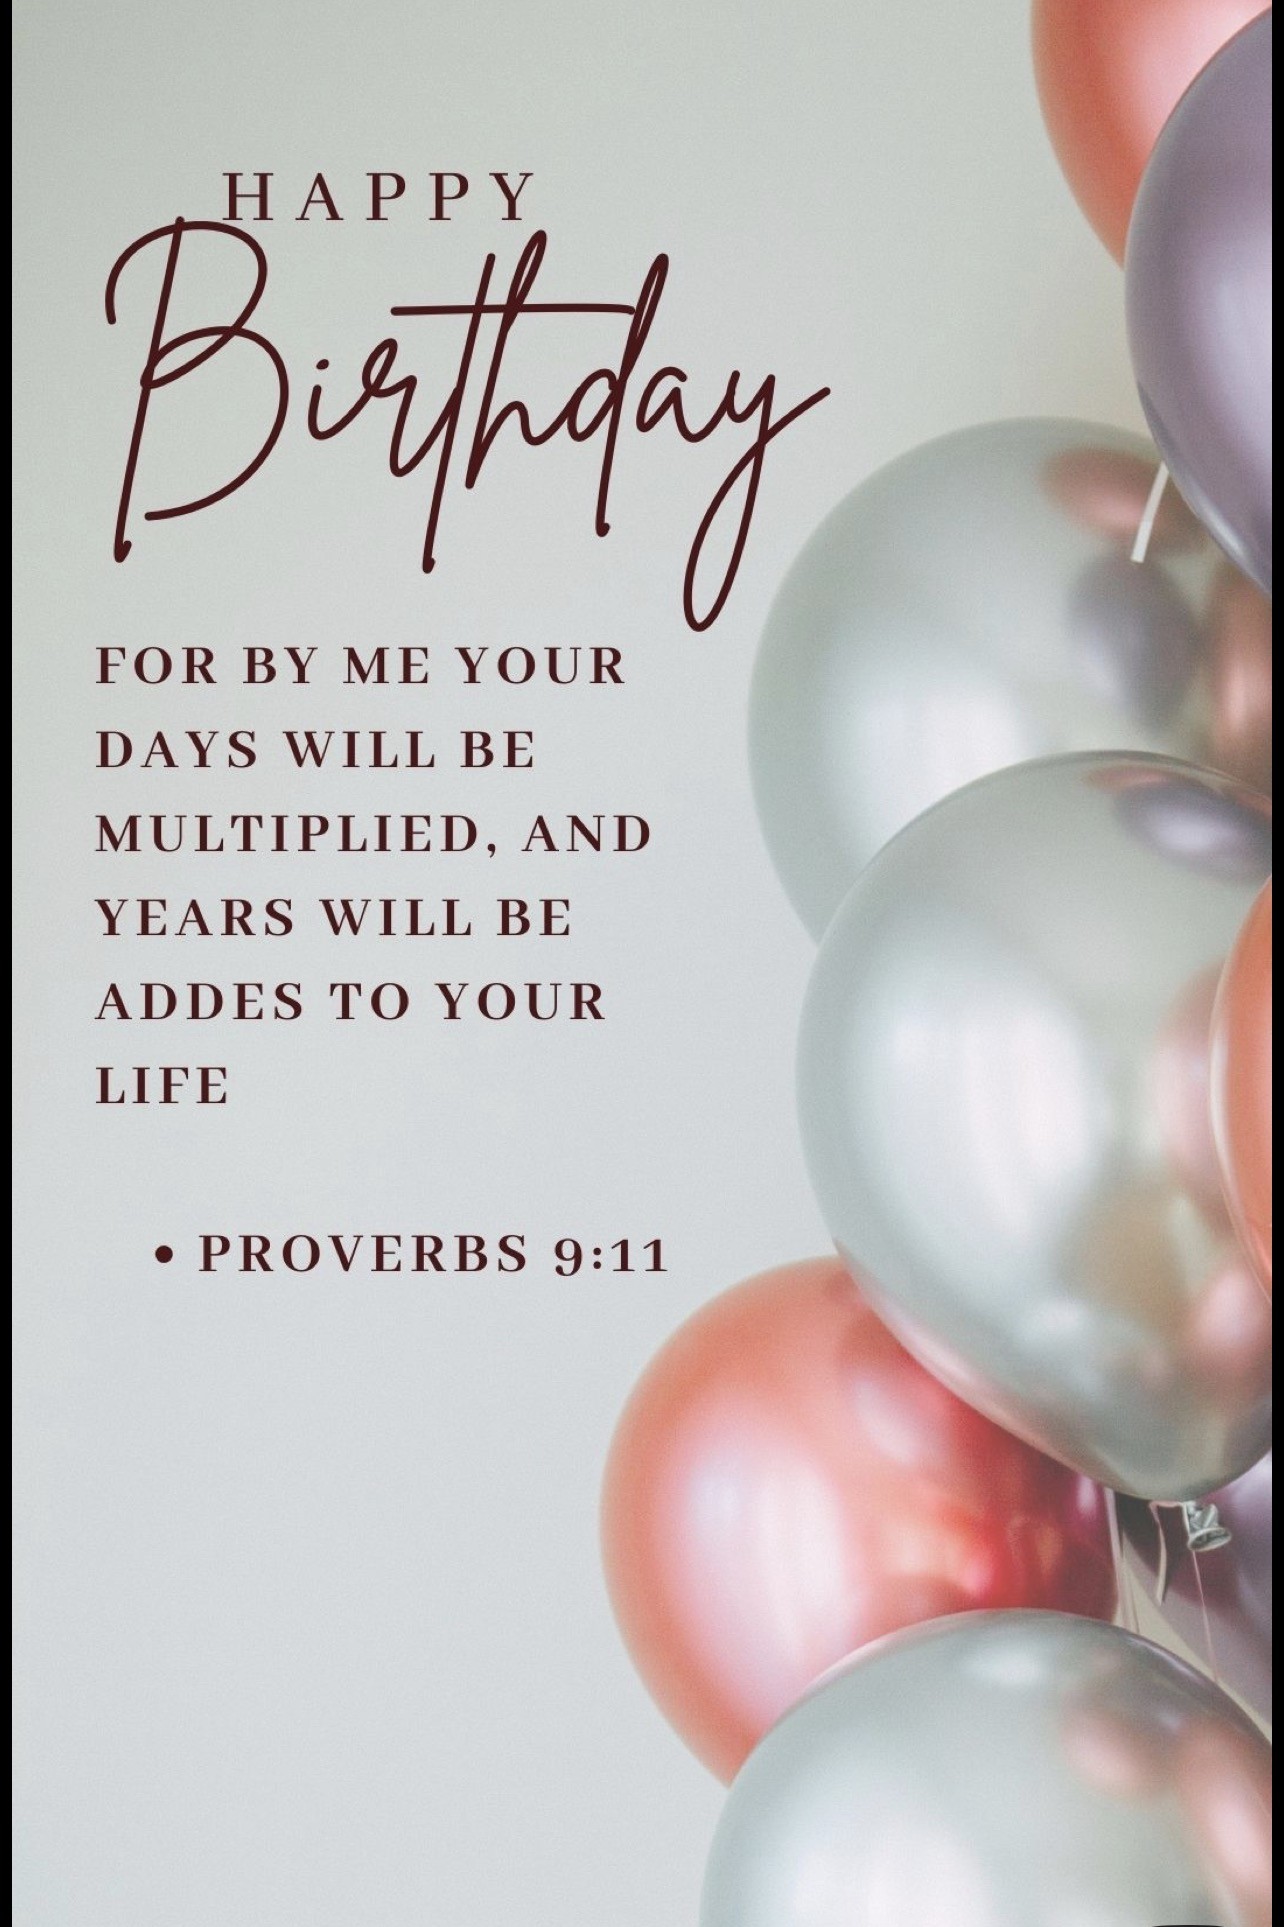 HAPPY
Birthday
FOR BY ME YOUR
DAYS WILL BE
MULTIPLIED, AND
YEARS WILL BE
ADDES TO YOUR
LIFE
• PROVERBS 9:11